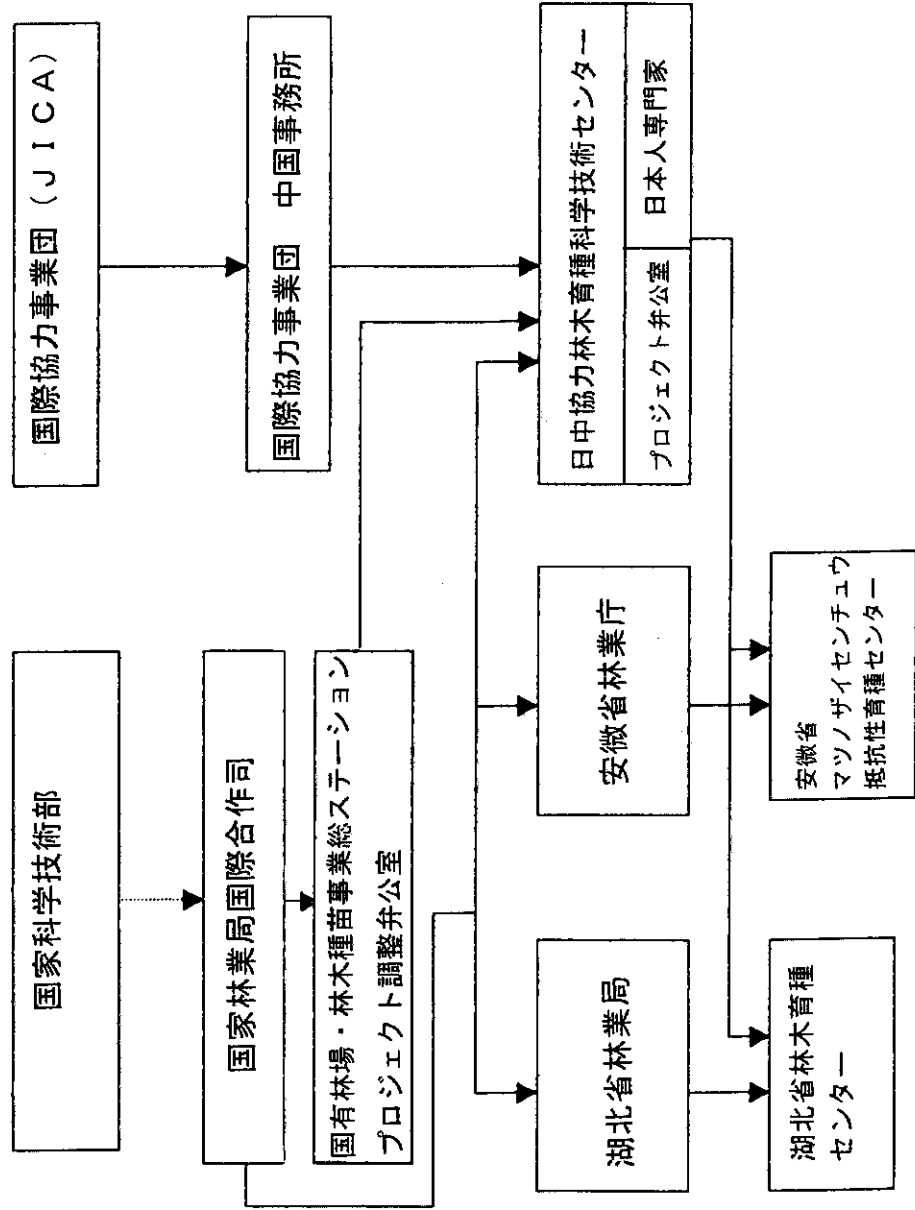 国家科学技術部
国際協力事業団（ＪＩＣＡ）
国家林業局国際合作司
国際協力事業団　中国事務所
国有林場・林木種苗事業総ステーション
プロジェクト調整弁公室
湖北省林業局
安徽省林業庁
日中協力林木育種科学技術センター
プロジェクト弁公室
日本人専門家
湖北省林木育種
センター
安徽省
マツノザイセンチュウ
抵抗性育種センター